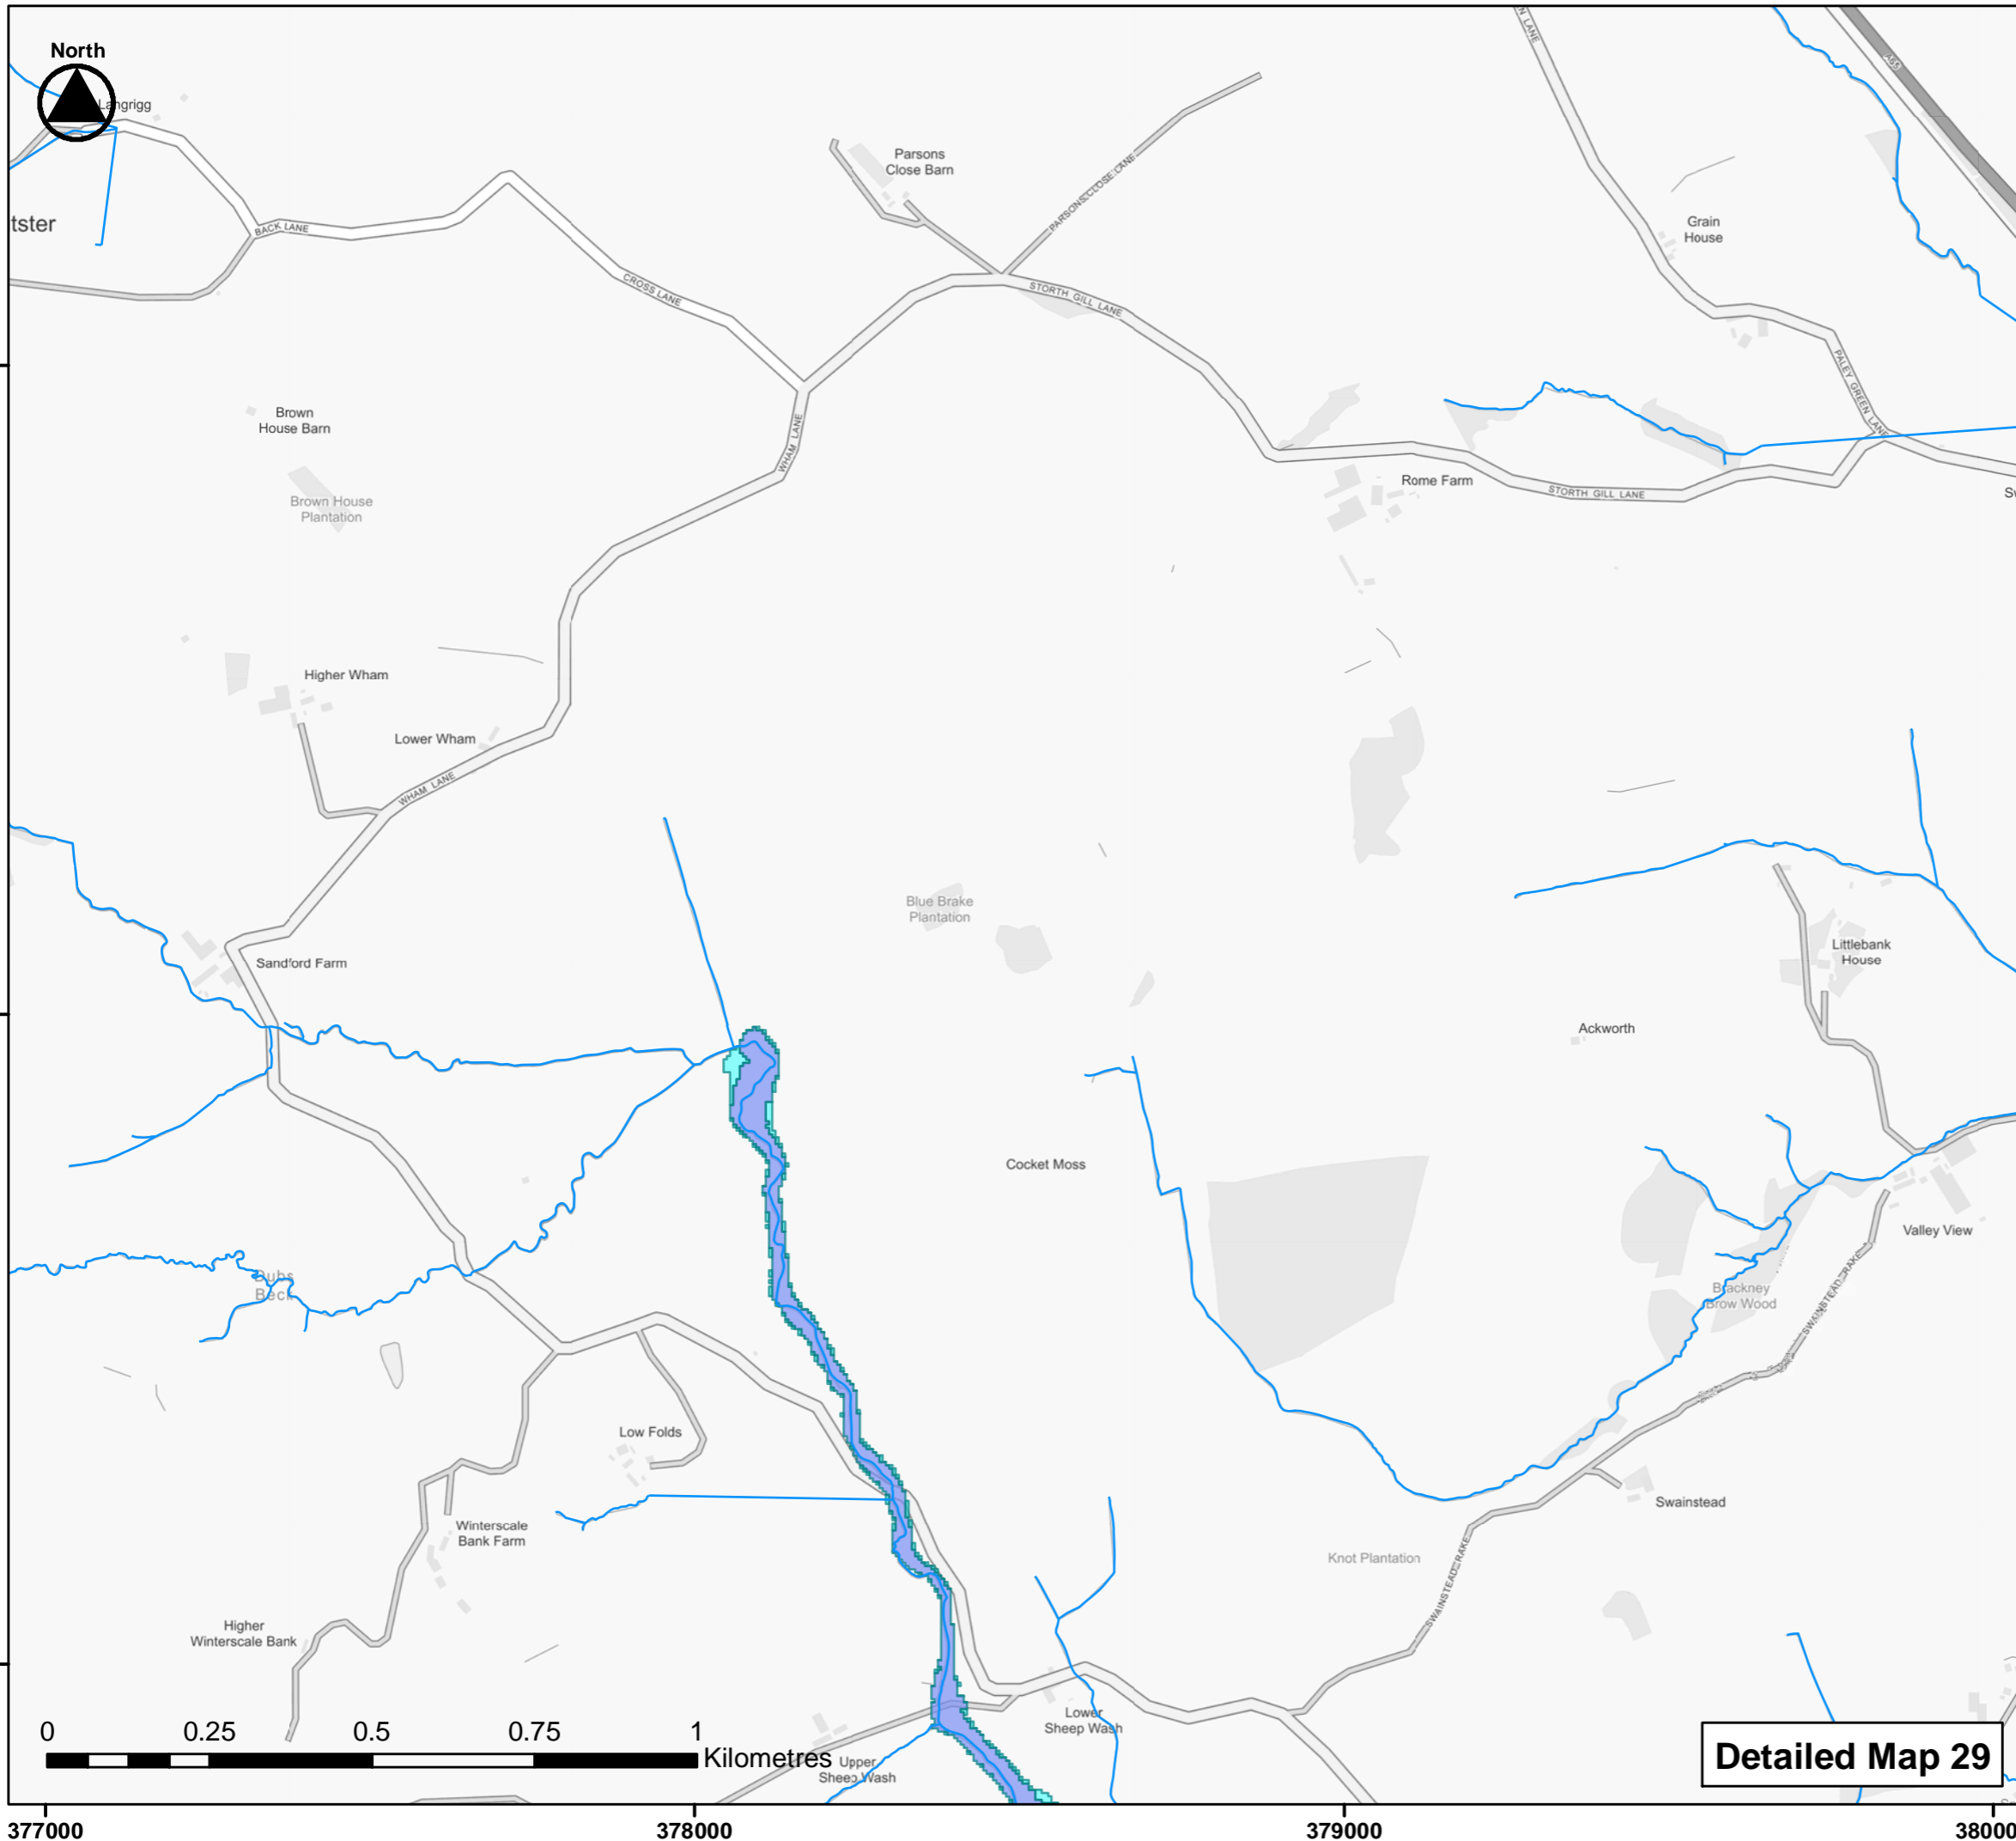 North
Langrigg
tster
BACK LANE
CROSS LANE
Parsons
Close Barn
PARSONS CLOSE LANE
STORTH GILL LANE
N LANE
A65
Grain
House
PALEY GREEN LANE
Brown
House Barn
Brown House
Plantation
WHAM LANE
Rome Farm
STORTH GILL LANE
Higher Wham
Lower Wham
WHAM LANE
Blue Brake
Plantation
Sandford Farm
Littlebank
House
Ackworth
Cocket Moss
Valley View
Dubs
Beck
Brackney
Brow Wood
SWAINSTEAD RAKE
Low Folds
Swainstead
Winterscale
Bank Farm
Knot Plantation
SWAINSTEAD RAKE
Higher
Winterscale Bank
Lower
Sheep Wash
Upper
Sheep Wash
0 0.25 0.5 0.75 1
Kilometres
Detailed Map 29
377000 378000 379000 38000